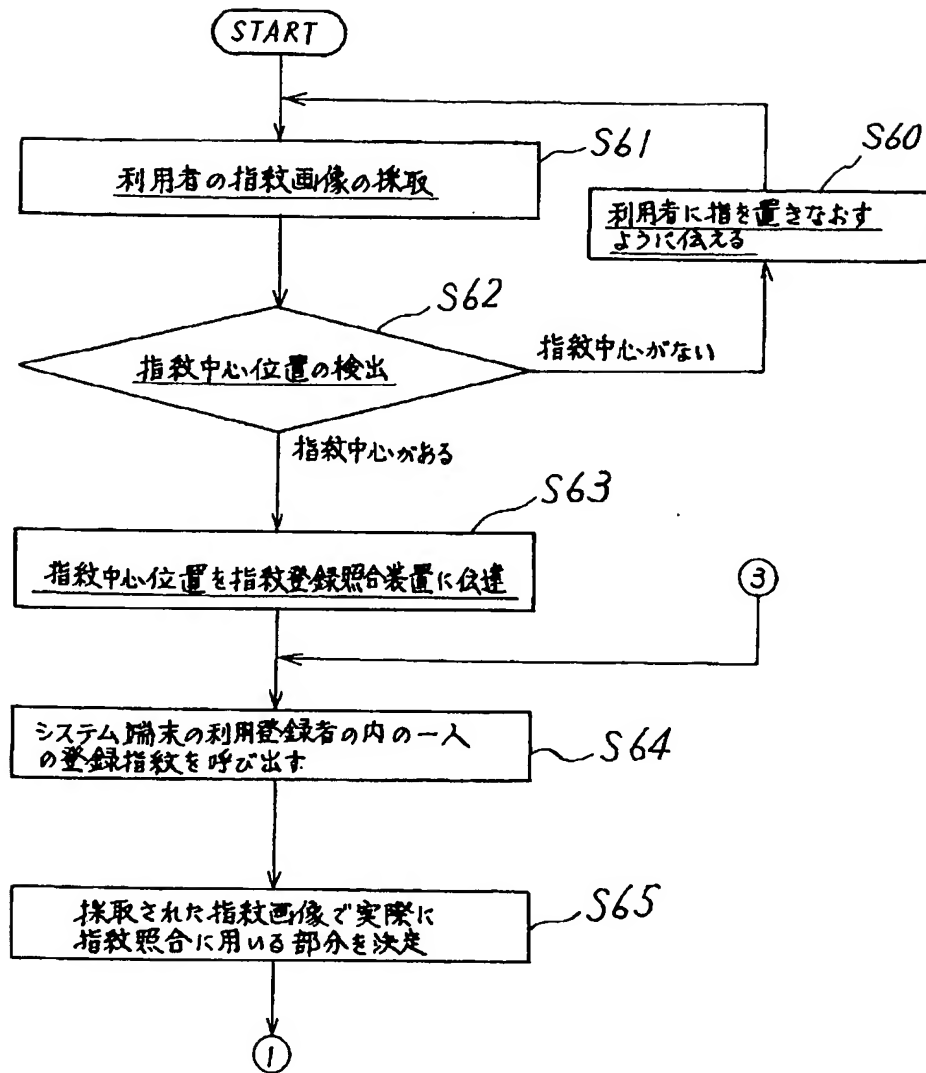 START
S61
利用者の指紋画像の採取
S60
利用者に指を置きなおす
ように伝える
S62
指紋中心位置の検出
指紋中心がない
指紋中心がある
S63
指紋中心位置を指紋登録照合装置に伝達
③
システム端末の利用登録者の内の一人
の登録指紋を呼び出す
S64
採取された指紋画像で実際に
指紋照合に用いる部分を決定
S65
①